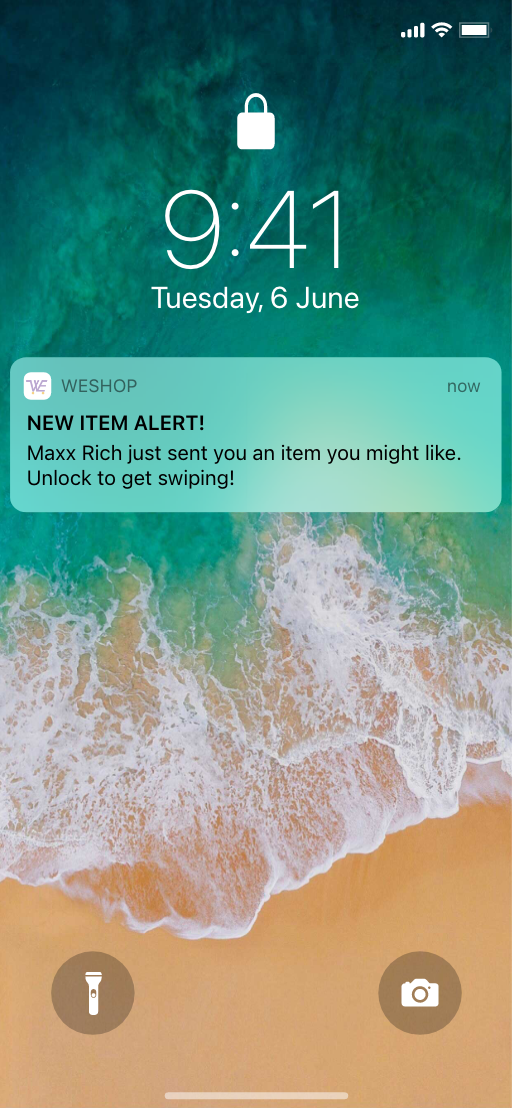 9:41
Tuesday, 6 June
WE WESHOP now
NEW ITEM ALERT!
Maxx Rich just sent you an item you might like.
Unlock to get swiping!